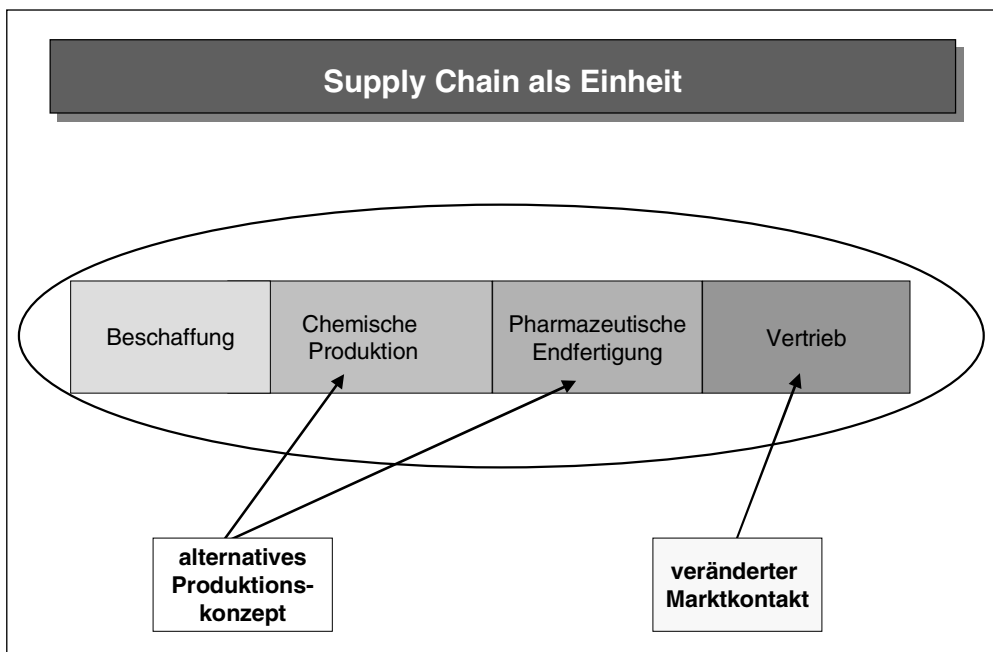 Supply Chain als Einheit
Beschaffung
Chemische
Produktion
Pharmazeutische
Endfertigung
Vertrieb
alternatives
Produktions-
konzept
veränderter
Marktkontakt